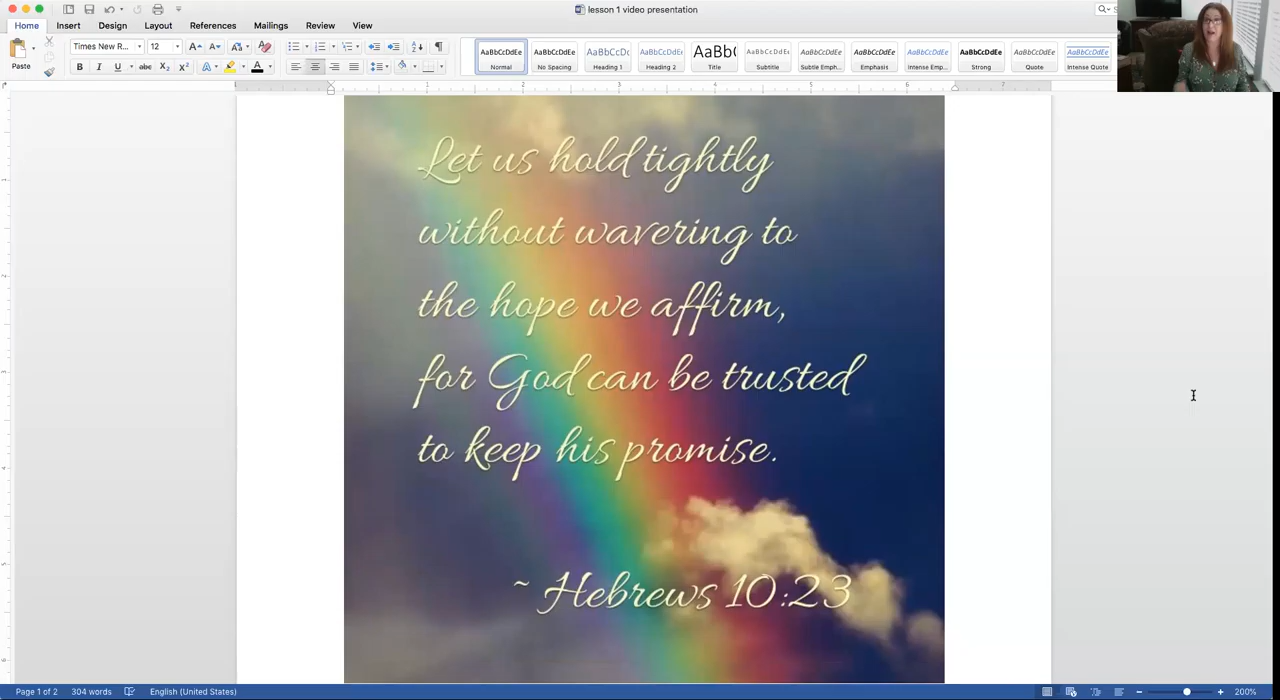 lesson 1 video presentation
Home Insert Design Layout References Mailings Review View
Paste
Times New R... 12
AaBbCcDdEe AaBbCcDdEe AaBbCcDc AaBbCcDdEe AaBb( AaBbCcDdEe AaBbCcDdEe AaBbCcDdEe AaBbCcDdEe AaBbCcDdEe AaBbCcDdEe AaBbCcDdEe
Normal No Spacing Heading 1 Heading 2 Title Subtitle Subtle Emph... Emphasis Intense Emp... Strong Quote Intense Quote
Let us hold tightly
without wavering to
the hope we affirm,
for God can be trusted
to keep his promise.
~ Hebrews 10:23
Page 1 of 2 304 words English (United States) 200%